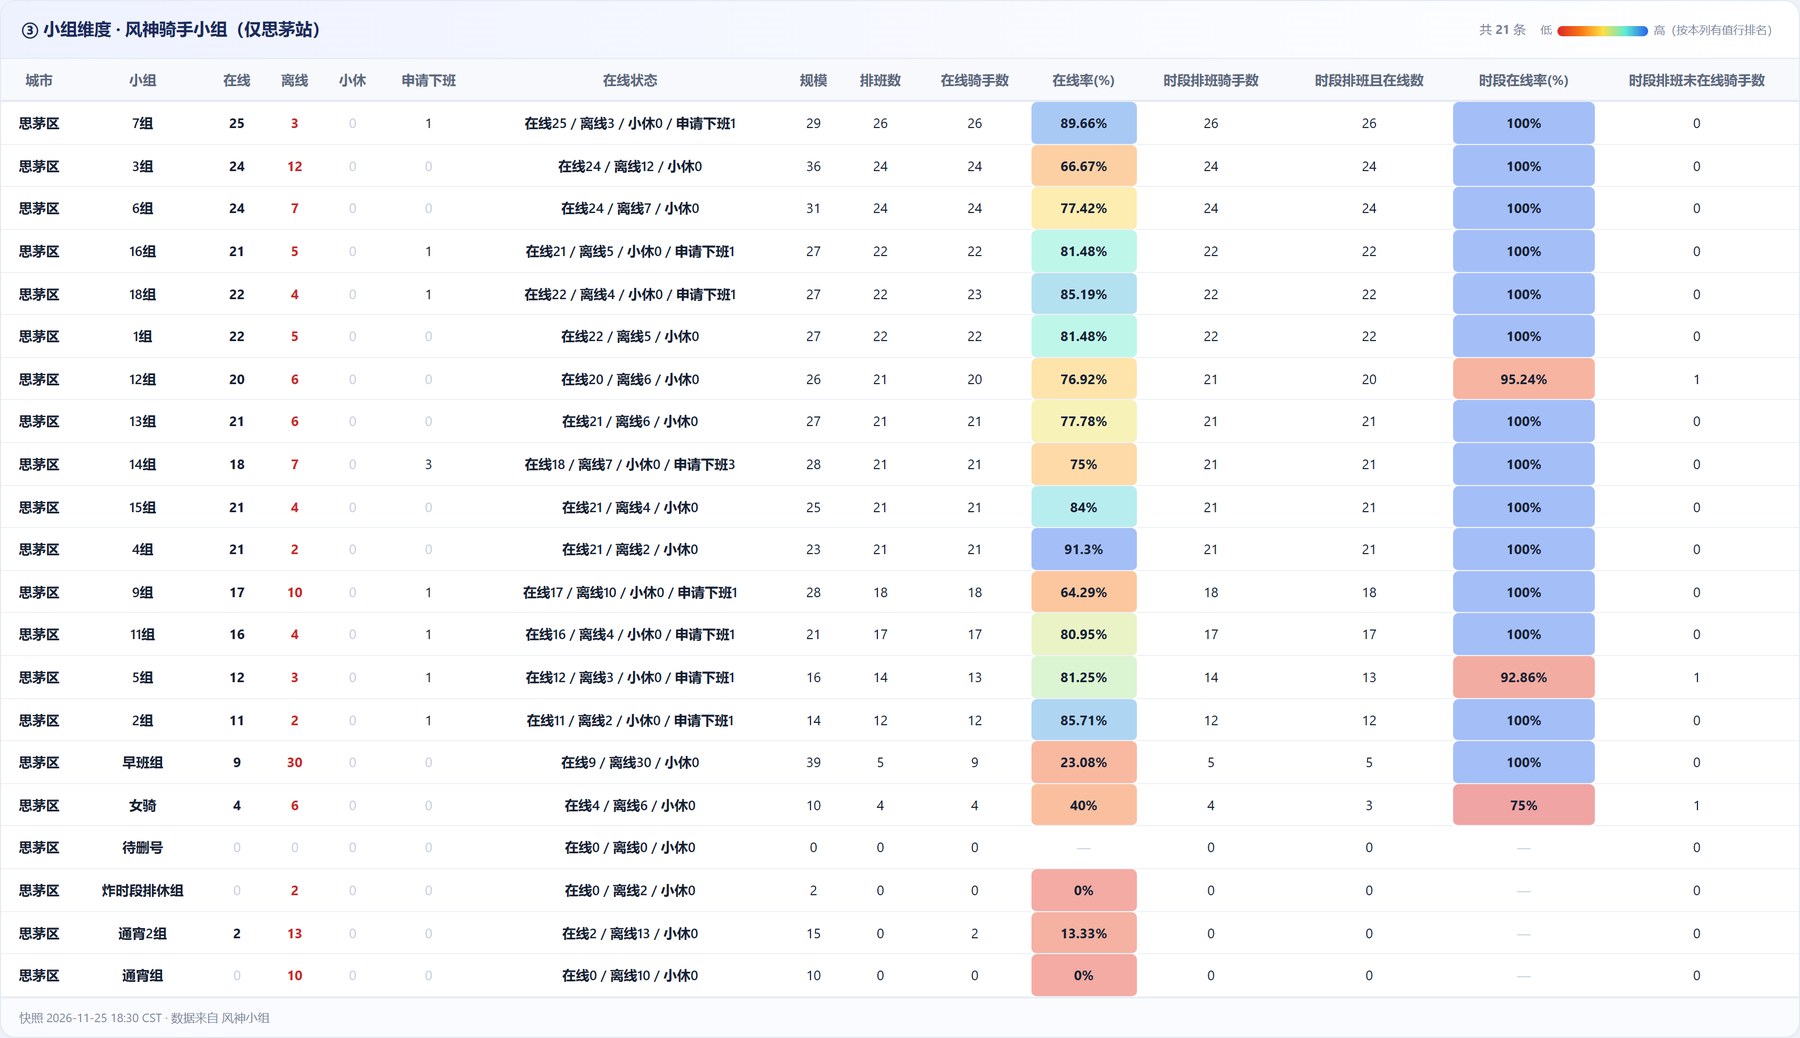 ③ 小组维度 · 风神骑手小组（仅思茅站）
共 21 条 低 高 (按本列有值行排名)
城市 小组 在线 离线 小休 申请下班 在线状态 规模 排班数 在线骑手数 在线率(%) 时段排班骑手数 时段排班且在线数 时段在线率(%) 时段排班未在线骑手数
思茅区 7组 25 3 0 1 在线25 / 离线3 / 小休0 / 申请下班1 29 26 26 89.66% 26 26 100% 0
思茅区 3组 24 12 0 0 在线24 / 离线12 / 小休0 36 24 24 66.67% 24 24 100% 0
思茅区 6组 24 7 0 0 在线24 / 离线7 / 小休0 31 24 24 77.42% 24 24 100% 0
思茅区 16组 21 5 0 1 在线21 / 离线5 / 小休0 / 申请下班1 27 22 22 81.48% 22 22 100% 0
思茅区 18组 22 4 0 1 在线22 / 离线4 / 小休0 / 申请下班1 27 22 23 85.19% 22 22 100% 0
思茅区 1组 22 5 0 0 在线22 / 离线5 / 小休0 27 22 22 81.48% 22 22 100% 0
思茅区 12组 20 6 0 0 在线20 / 离线6 / 小休0 26 21 20 76.92% 21 20 95.24% 1
思茅区 13组 21 6 0 0 在线21 / 离线6 / 小休0 27 21 21 77.78% 21 21 100% 0
思茅区 14组 18 7 0 3 在线18 / 离线7 / 小休0 / 申请下班3 28 21 21 75% 21 21 100% 0
思茅区 15组 21 4 0 0 在线21 / 离线4 / 小休0 25 21 21 84% 21 21 100% 0
思茅区 4组 21 2 0 0 在线21 / 离线2 / 小休0 23 21 21 91.3% 21 21 100% 0
思茅区 9组 17 10 0 1 在线17 / 离线10 / 小休0 / 申请下班1 28 18 18 64.29% 18 18 100% 0
思茅区 11组 16 4 0 1 在线16 / 离线4 / 小休0 / 申请下班1 21 17 17 80.95% 17 17 100% 0
思茅区 5组 12 3 0 1 在线12 / 离线3 / 小休0 / 申请下班1 16 14 13 81.25% 14 13 92.86% 1
思茅区 2组 11 2 0 1 在线11 / 离线2 / 小休0 / 申请下班1 14 12 12 85.71% 12 12 100% 0
思茅区 早班组 9 30 0 0 在线9 / 离线30 / 小休0 39 5 9 23.08% 5 5 100% 0
思茅区 女骑 4 6 0 0 在线4 / 离线6 / 小休0 10 4 4 40% 4 3 75% 1
思茅区 待删号 0 0 0 0 在线0 / 离线0 / 小休0 0 0 0 — 0 0 — 0
思茅区 炸时段排休组 0 2 0 0 在线0 / 离线2 / 小休0 2 0 0 0% 0 0 — 0
思茅区 通宵2组 2 13 0 0 在线2 / 离线13 / 小休0 15 0 2 13.33% 0 0 — 0
思茅区 通宵组 0 10 0 0 在线0 / 离线10 / 小休0 10 0 0 0% 0 0 — 0
快照 2026-11-25 18:30 CST · 数据来自 风神小组